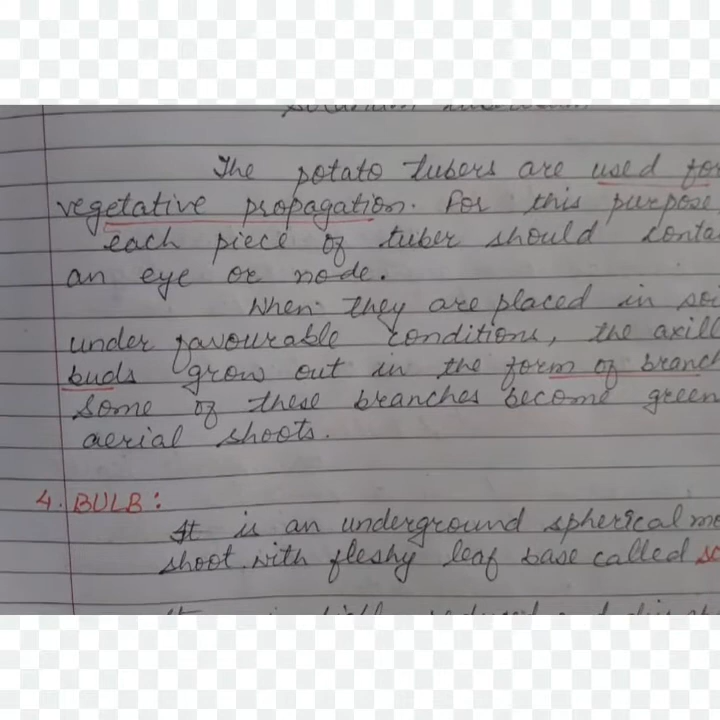 The potato tubers are used for
vegetative propagation. For this purpose
each piece of tuber should conta
an eye or node.
When they are placed in soi
under favourable conditions, the axill
buds grow out in the form of branch
Some of these branches become green
aerial shoots.
4. BULB:
It is an underground spherical mo
shoot with fleshy leaf base called sc